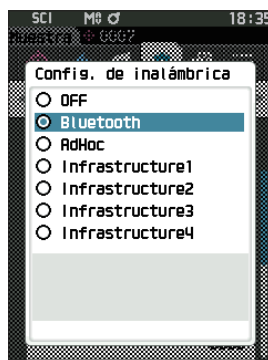 SCI M ♂ 18:35
Muestra 0007
Config. de inalámbrica
OFF
Bluetooth
AdHoc
Infrastructure1
Infrastructure2
Infrastructure3
Infrastructure4